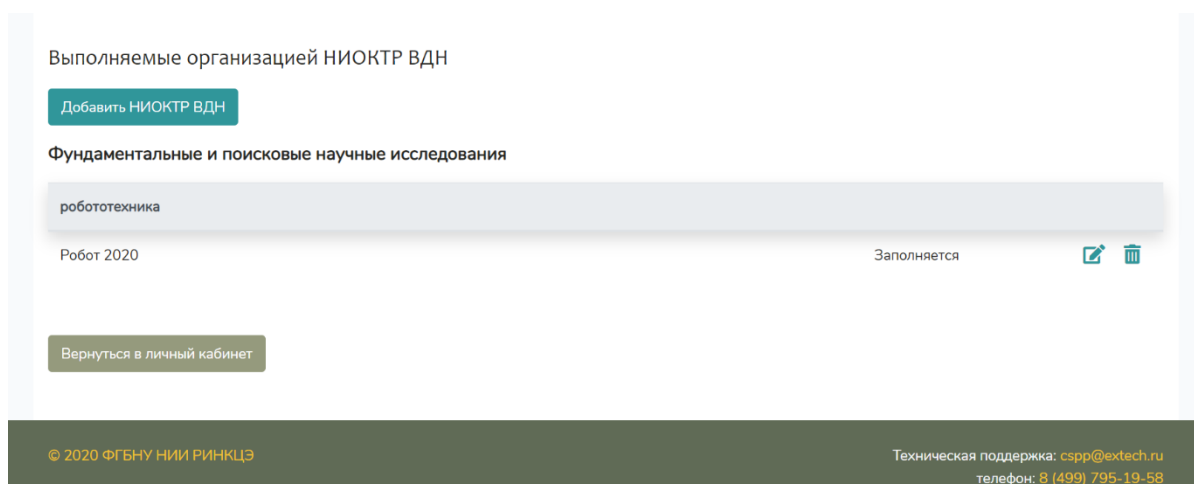 Выполняемые организацией НИОКТР ВДН
Добавить НИОКТР ВДН
Фундаментальные и поисковые научные исследования
робототехника
Робот 2020 Заполняется
Вернуться в личный кабинет
© 2020 ФГБНУ НИИ РИНКЦЭ Техническая поддержка: cspp@extech.ru
телефон: 8 (499) 795-19-58